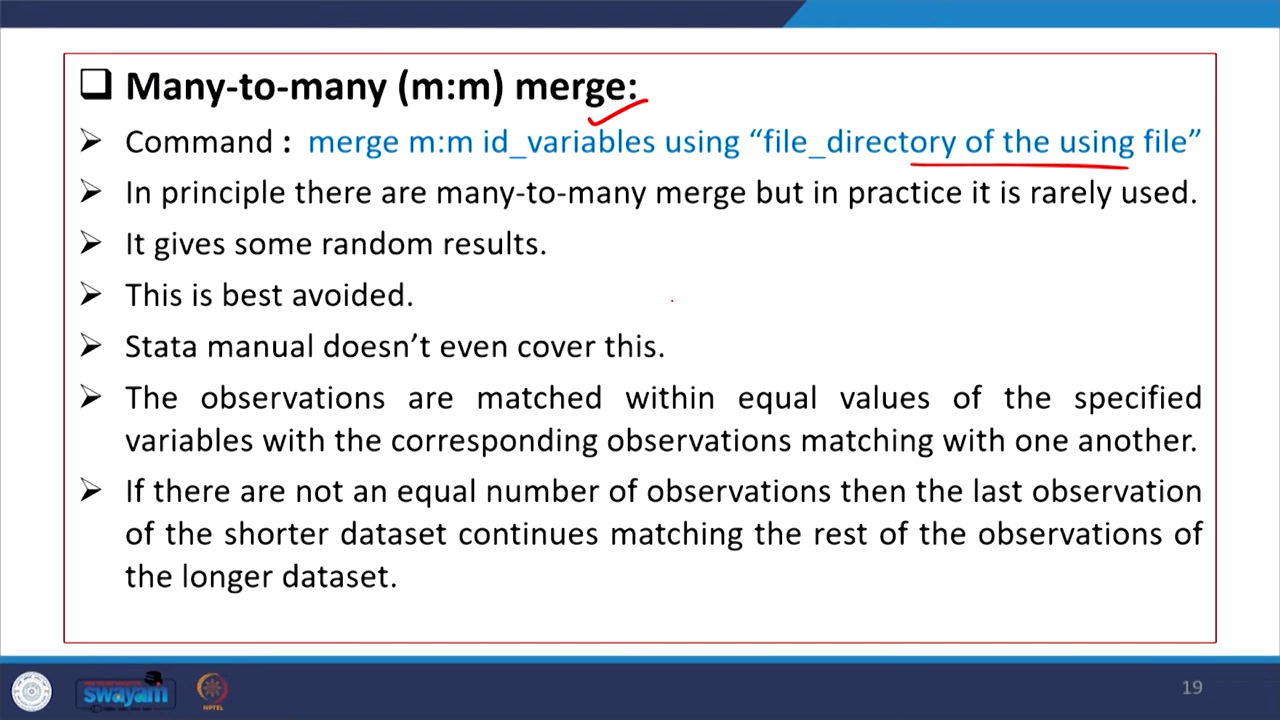 ❑ Many-to-many (m:m) merge:
➢ Command : merge m:m id_variables using “file_directory of the using file”
➢ In principle there are many-to-many merge but in practice it is rarely used.
➢ It gives some random results.
➢ This is best avoided.
➢ Stata manual doesn’t even cover this.
➢ The observations are matched within equal values of the specified
variables with the corresponding observations matching with one another.
➢ If there are not an equal number of observations then the last observation
of the shorter dataset continues matching the rest of the observations of
the longer dataset.
swayam
NPTEL
19